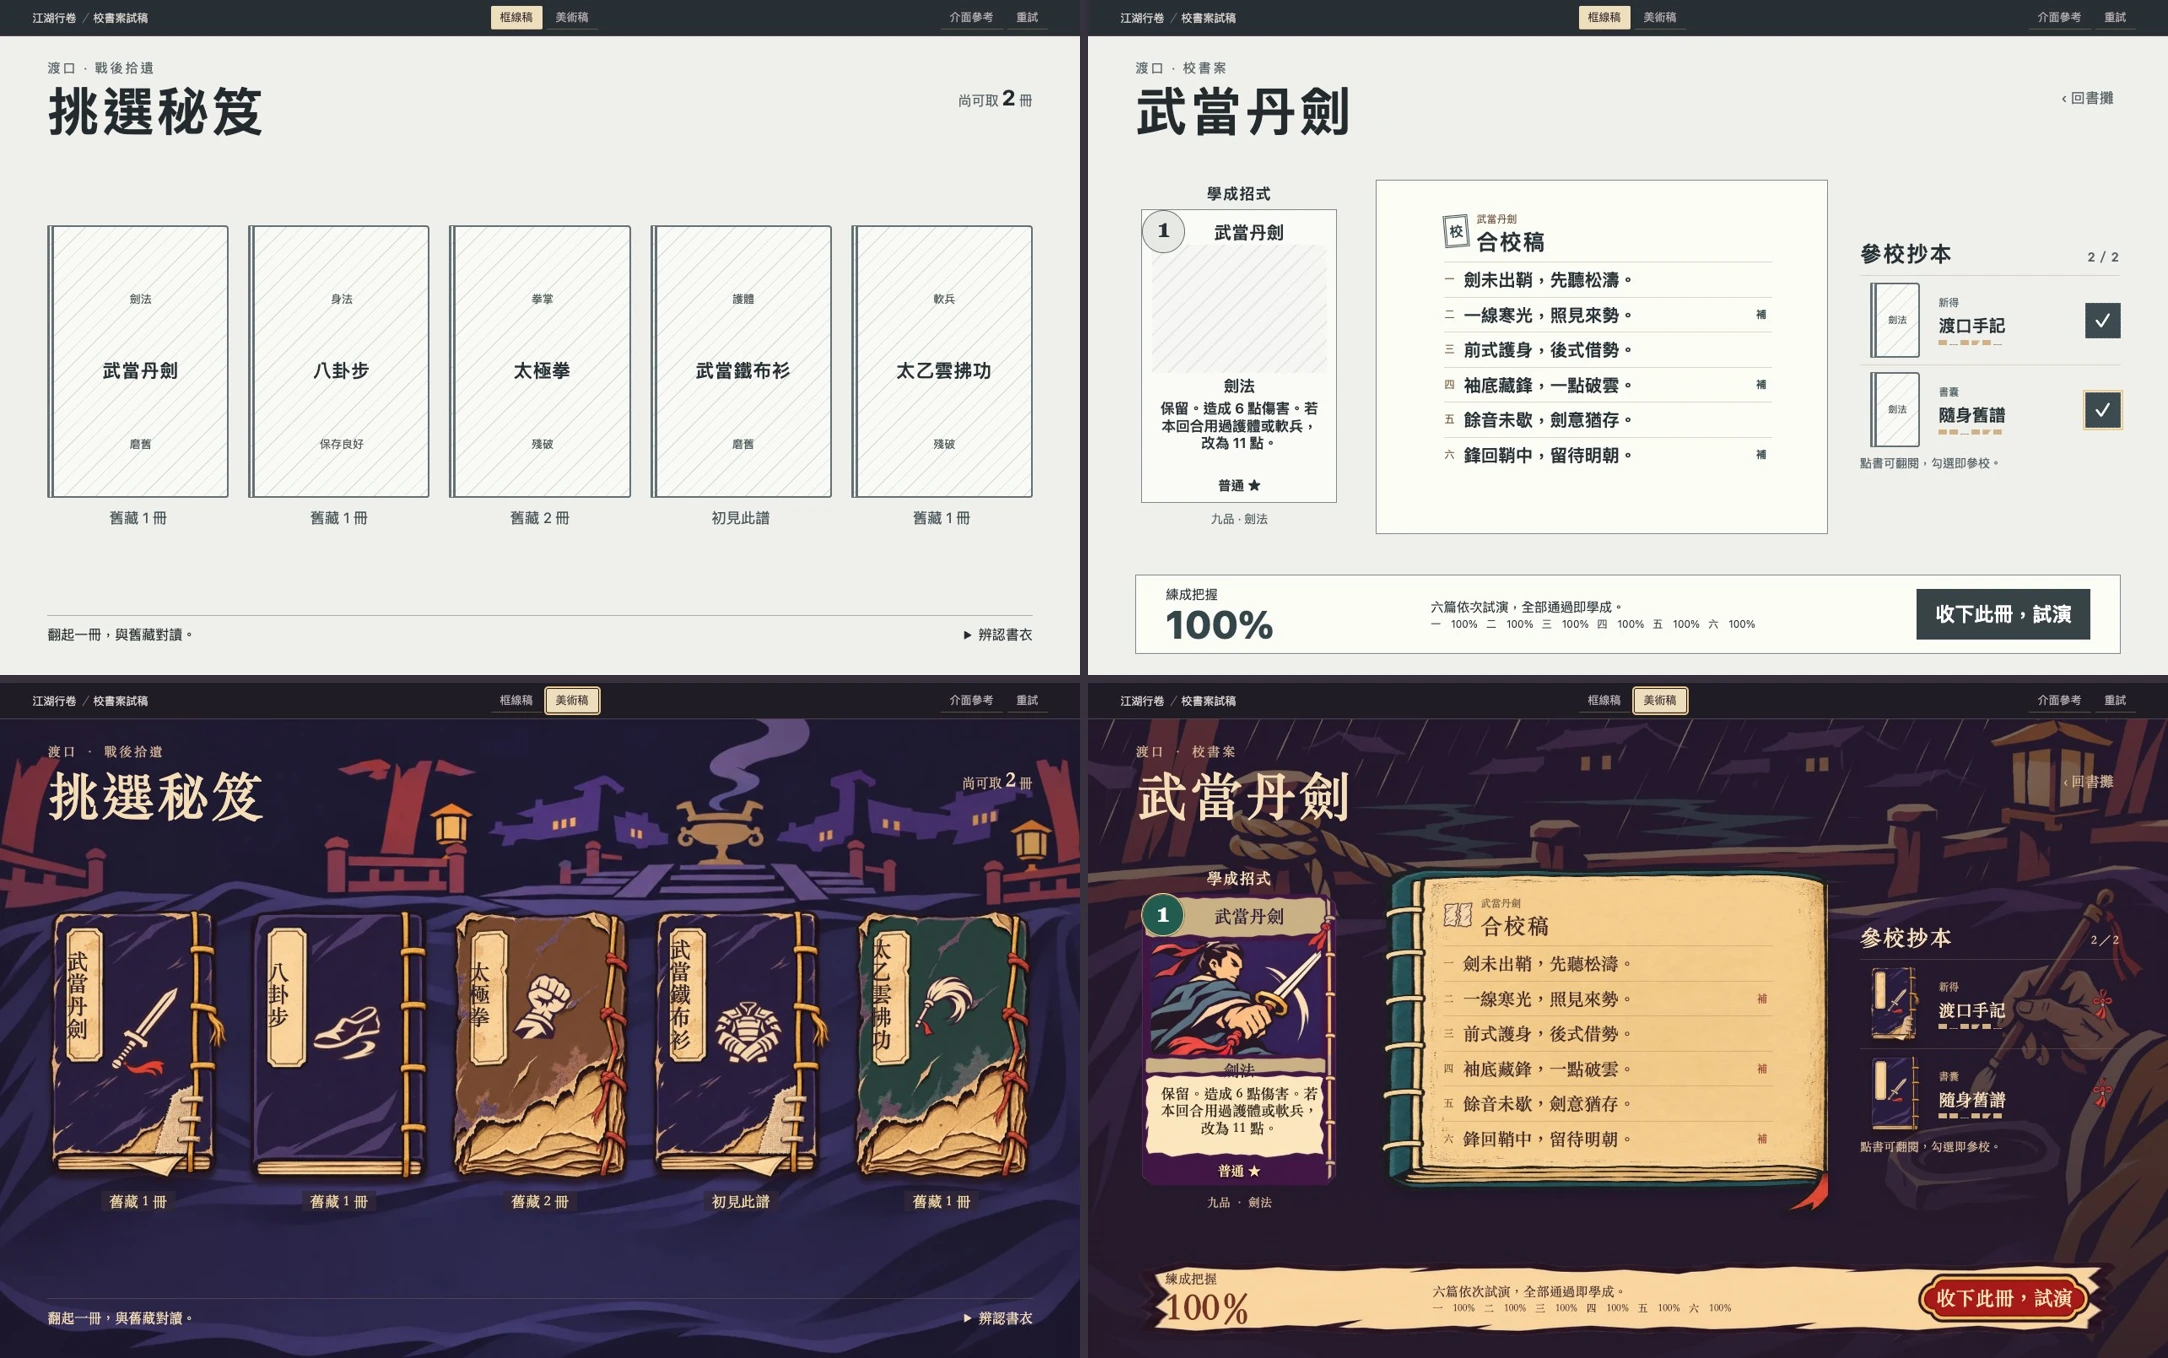 江湖行卷 / 校書案試稿 框線稿 美術稿 介面參考 重試
渡口 · 戰後拾遺
挑選秘笈
尚可取 2 冊
劍法 身法 拳掌 護體 軟兵
武當丹劍 八卦步 太極拳 武當鐵布衫 太乙雲拂功
磨舊 保存良好 殘破 磨舊 殘破
舊藏 1 冊 舊藏 1 冊 舊藏 2 冊 初見此譜 舊藏 1 冊
翻起一冊,與舊藏對讀。 ▶ 辨認書衣
江湖行卷 / 校書案試稿 框線稿 美術稿 介面參考 重試
渡口 · 校書案
武當丹劍
‹ 回書攤
學成招式
1 武當丹劍
劍法
保留。造成 6 點傷害。若
本回合用過護體或軟兵,
改為 11 點。
普通 ★
九品 · 劍法
校 武當丹劍
合校稿
一 劍未出鞘,先聽松濤。
二 一線寒光,照見來勢。 補
三 前式護身,後式借勢。
四 袖底藏鋒,一點破雲。 補
五 餘音未歇,劍意猶存。
六 鋒回鞘中,留待明朝。 補
參校抄本 2 / 2
劍法 新得
渡口手記
劍法 書囊
隨身舊譜
點書可翻閱,勾選即參校。
練成把握
100%
六篇依次試演,全部通過即學成。
一 100% 二 100% 三 100% 四 100% 五 100% 六 100%
收下此冊,試演
江湖行卷 / 校書案試稿 框線稿 美術稿 介面參考 重試
渡口 · 戰後拾遺
挑選秘笈
尚可取 2 冊
武當丹劍
八卦步
太極拳
武當鐵布衫
太乙雲拂功
舊藏 1 冊 舊藏 1 冊 舊藏 2 冊 初見此譜 舊藏 1 冊
翻起一冊,與舊藏對讀。 ▶ 辨認書衣
江湖行卷 / 校書案試稿 框線稿 美術稿 介面參考 重試
渡口 · 校書案
武當丹劍
‹ 回書攤
學成招式
1 武當丹劍
劍法
保留。造成 6 點傷害。若
本回合用過護體或軟兵,
改為 11 點。
普通 ★
九品 · 劍法
武當丹劍
合校稿
一 劍未出鞘,先聽松濤。
二 一線寒光,照見來勢。 補
三 前式護身,後式借勢。
四 袖底藏鋒,一點破雲。 補
五 餘音未歇,劍意猶存。
六 鋒回鞘中,留待明朝。 補
參校抄本 2 / 2
新得
渡口手記
書囊
隨身舊譜
點書可翻閱,勾選即參校。
練成把握
100%
六篇依次試演,全部通過即學成。
一 100% 二 100% 三 100% 四 100% 五 100% 六 100%
收下此冊,試演